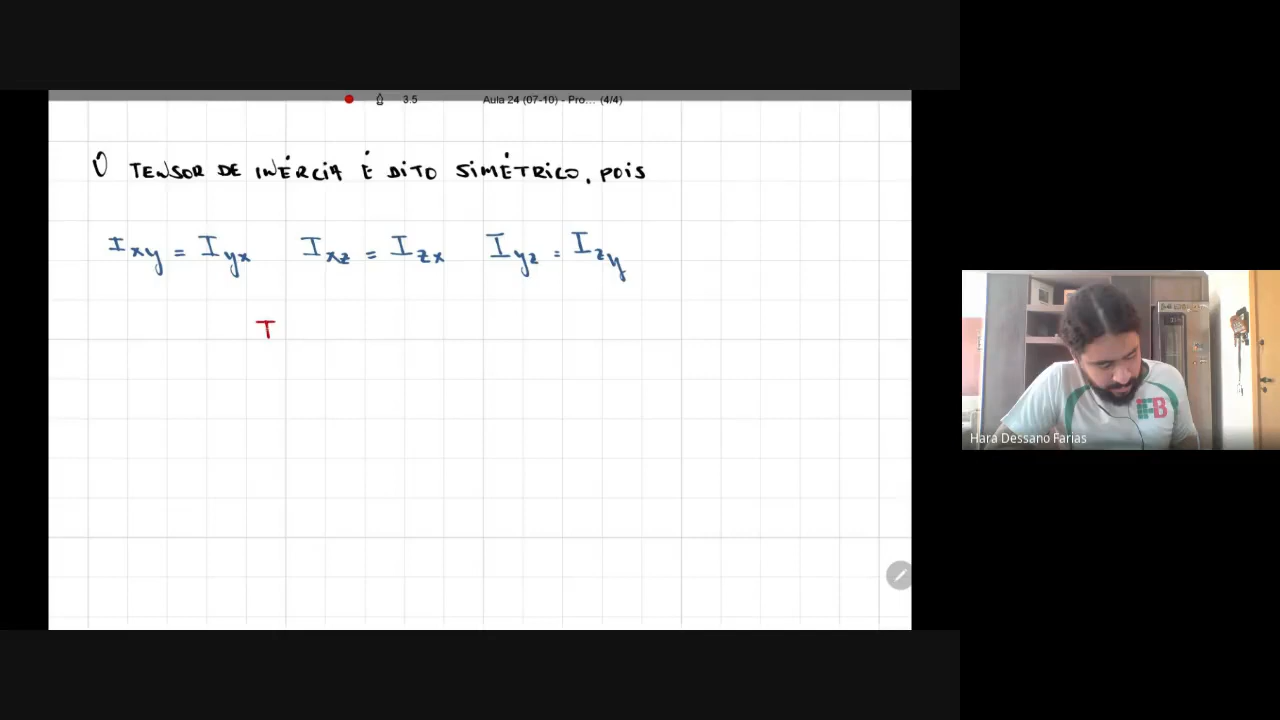 3.5 Aula 24 (07-10) - Pro... (4/4)
O TENSOR DE INÉRCIA É DITO SIMÉTRICO, POIS
Ixy = Iyx Ixz = Izx Iyz = Izy
T
IFB
Hara Dessano Farias